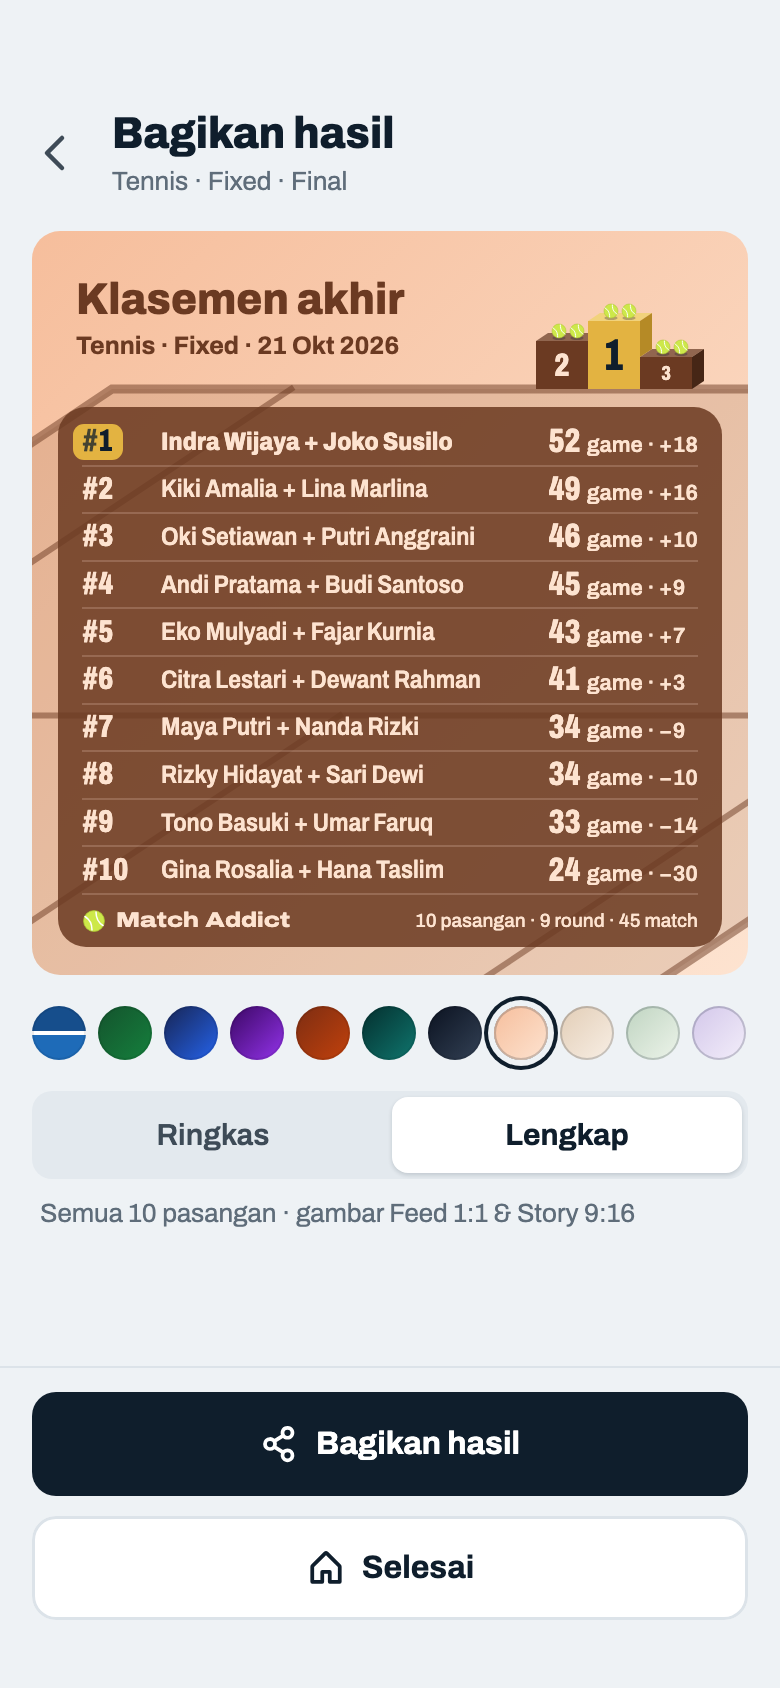 Bagikan hasil
Tennis · Fixed · Final
Klasemen akhir
Tennis · Fixed · 21 Okt 2026
2 1 3
#1 Indra Wijaya + Joko Susilo 52 game · +18
#2 Kiki Amalia + Lina Marlina 49 game · +16
#3 Oki Setiawan + Putri Anggraini 46 game · +10
#4 Andi Pratama + Budi Santoso 45 game · +9
#5 Eko Mulyadi + Fajar Kurnia 43 game · +7
#6 Citra Lestari + Dewant Rahman 41 game · +3
#7 Maya Putri + Nanda Rizki 34 game · −9
#8 Rizky Hidayat + Sari Dewi 34 game · −10
#9 Tono Basuki + Umar Faruq 33 game · −14
#10 Gina Rosalia + Hana Taslim 24 game · −30
Match Addict 10 pasangan · 9 round · 45 match
Ringkas Lengkap
Semua 10 pasangan · gambar Feed 1:1 & Story 9:16
Bagikan hasil
Selesai